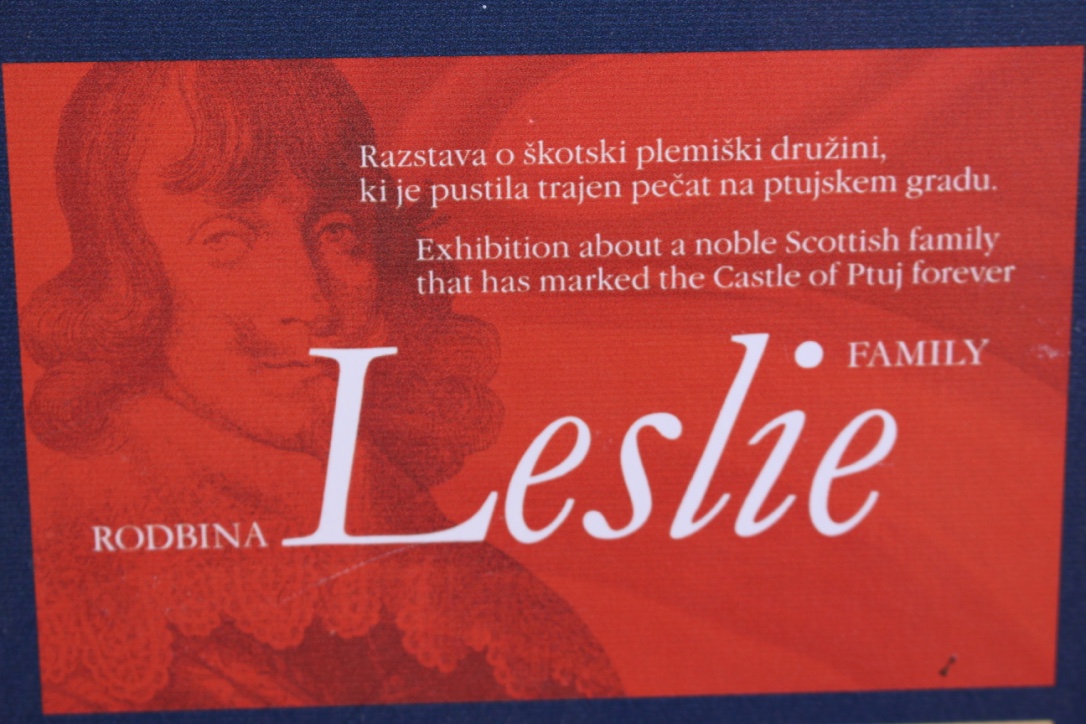 Razstava o škotski plemiški družini,
ki je pustila trajen pečat na ptujskem gradu.
Exhibition about a noble Scottish family
that has marked the Castle of Ptuj forever
RODBINA Leslie FAMILY